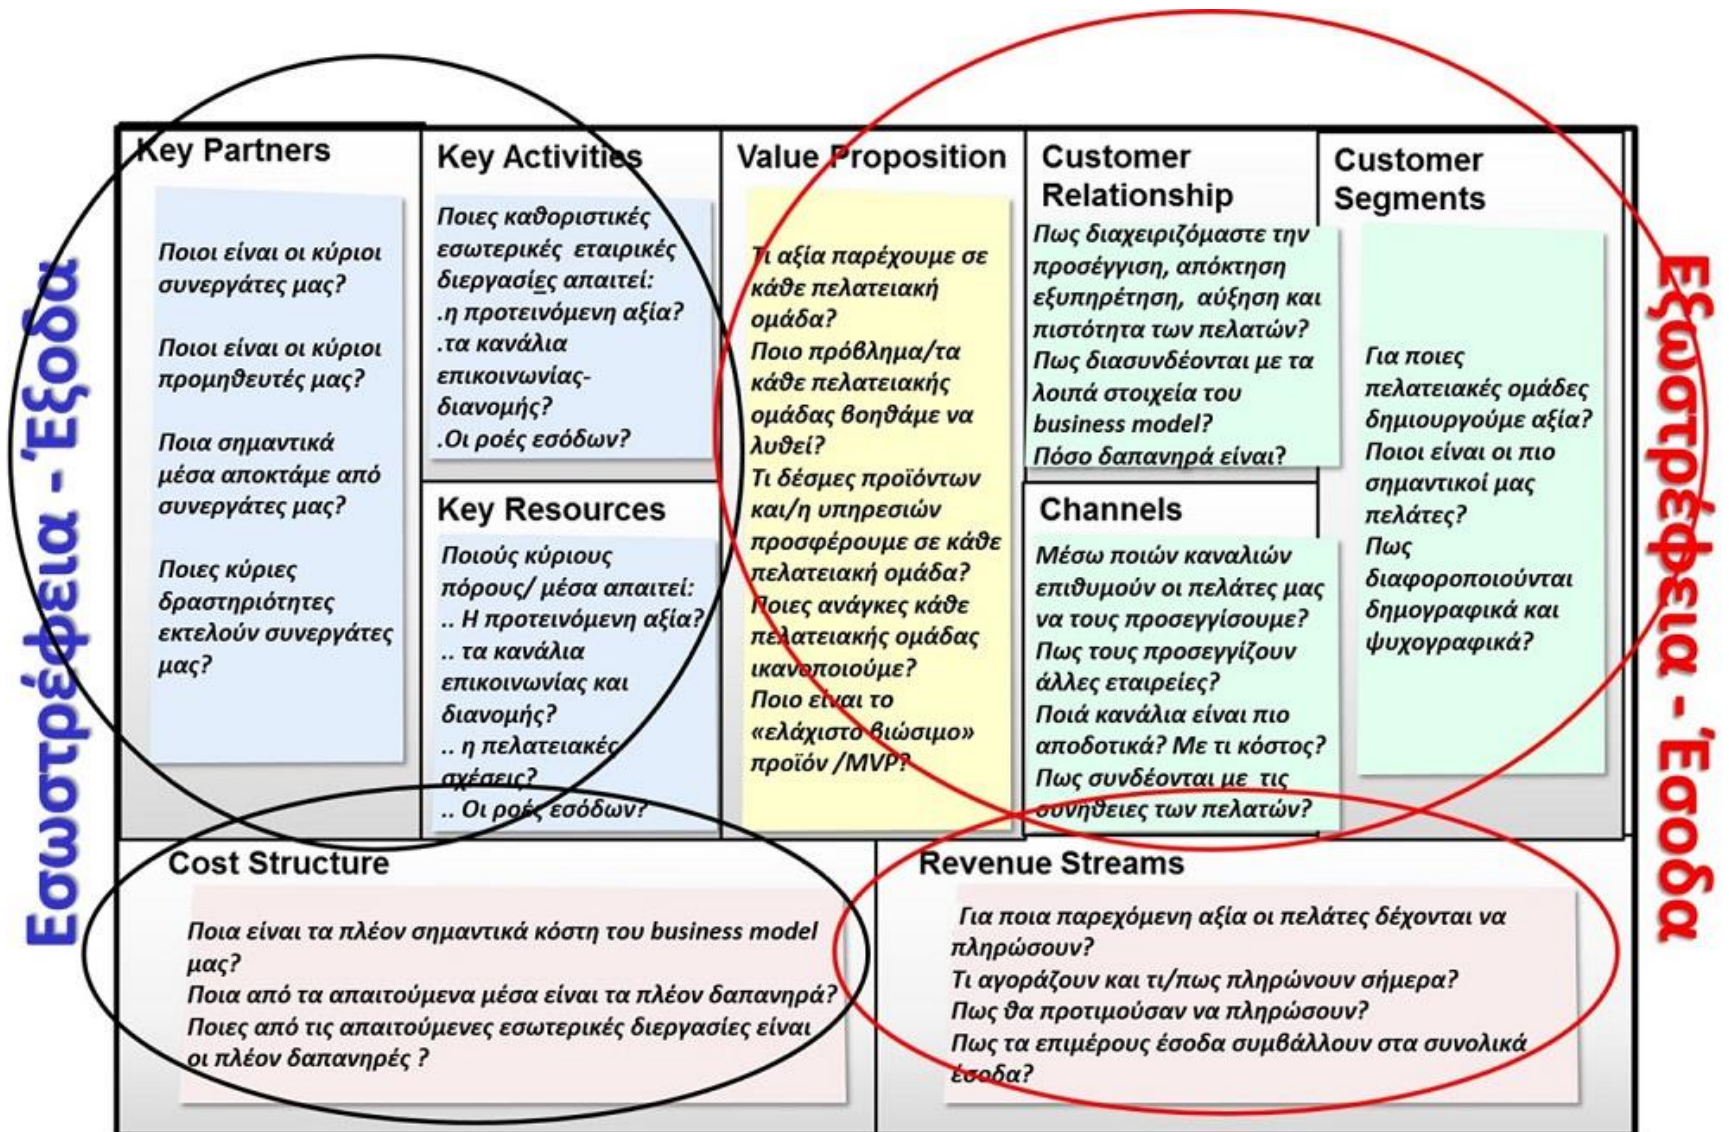 Εσωστρέφεια - Έξοδα
Key Partners
Ποιοι είναι οι κύριοι
συνεργάτες μας?
Ποιοι είναι οι κύριοι
προμηθευτές μας?
Ποια σημαντικά
μέσα αποκτάμε από
συνεργάτες μας?
Ποιες κύριες
δραστηριότητες
εκτελούν συνεργάτες
μας?
Key Activities
Ποιες καθοριστικές
εσωτερικές εταιρικές
διεργασίες απαιτεί:
.η προτεινόμενη αξία?
.τα κανάλια
επικοινωνίας-
διανομής?
.Οι ροές εσόδων?
Key Resources
Ποιούς κύριους
πόρους/ μέσα απαιτεί:
.. Η προτεινόμενη αξία?
.. τα κανάλια
επικοινωνίας και
διανομής?
.. η πελατειακές
σχέσεις?
.. Οι ροές εσόδων?
Value Proposition
Τι αξία παρέχουμε σε
κάθε πελατειακή
ομάδα?
Ποιο πρόβλημα/τα
κάθε πελατειακής
ομάδας βοηθάμε να
λυθεί?
Τι δέσμες προϊόντων
και/η υπηρεσιών
προσφέρουμε σε κάθε
πελατειακή ομάδα?
Ποιες ανάγκες κάθε
πελατειακής ομάδας
ικανοποιούμε?
Ποιο είναι το
«ελάχιστο βιώσιμο»
προϊόν /MVP?
Customer
Relationship
Πως διαχειριζόμαστε την
προσέγγιση, απόκτηση
εξυπηρέτηση, αύξηση και
πιστότητα των πελατών?
Πως διασυνδέονται με τα
λοιπά στοιχεία του
business model?
Πόσο δαπανηρά είναι?
Channels
Μέσω ποιών καναλιών
επιθυμούν οι πελάτες μας
να τους προσεγγίσουμε?
Πως τους προσεγγίζουν
άλλες εταιρείες?
Ποιά κανάλια είναι πιο
αποδοτικά? Με τι κόστος?
Πως συνδέονται με τις
συνήθειες των πελατών?
Customer
Segments
Για ποιες
πελατειακές ομάδες
δημιουργούμε αξία?
Ποιοι είναι οι πιο
σημαντικοί μας
πελάτες?
Πως
διαφοροποιούνται
δημογραφικά και
ψυχογραφικά?
Εξωστρέφεια - Έσοδα
Cost Structure
Ποια είναι τα πλέον σημαντικά κόστη του business model
μας?
Ποια από τα απαιτούμενα μέσα είναι τα πλέον δαπανηρά?
Ποιες από τις απαιτούμενες εσωτερικές διεργασίες είναι
οι πλέον δαπανηρές ?
Revenue Streams
Για ποια παρεχόμενη αξία οι πελάτες δέχονται να
πληρώσουν?
Τι αγοράζουν και τι/πως πληρώνουν σήμερα?
Πως θα προτιμούσαν να πληρώσουν?
Πως τα επιμέρους έσοδα συμβάλλουν στα συνολικά
έσοδα?